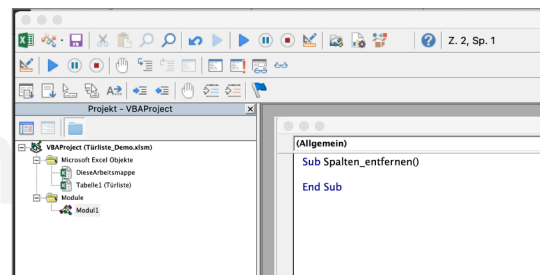 Z. 2, Sp. 1
Projekt - VBAProject
VBAProject (Türliste_Demo.xlsm)
Microsoft Excel Objekte
DieseArbeitsmappe
Tabelle1 (Türliste)
Module
Modul1
(Allgemein)
Sub Spalten_entfernen()
End Sub